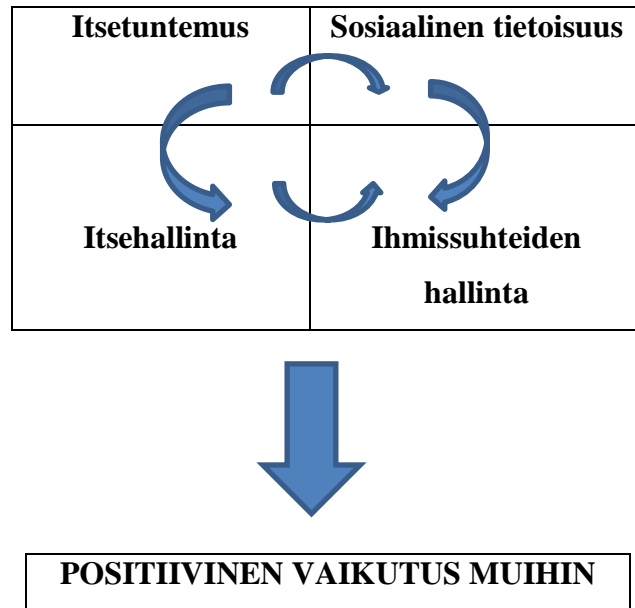 Itsetuntemus
Sosiaalinen tietoisuus
Itsehallinta
Ihmissuhteiden
hallinta
POSITIIVINEN VAIKUTUS MUIHIN